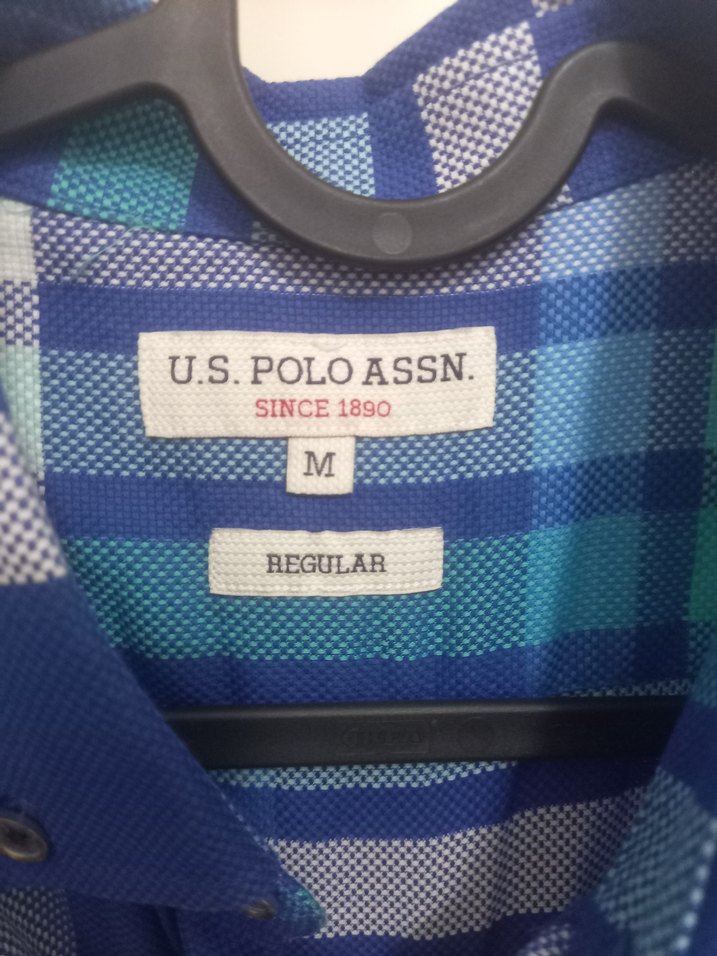 U.S. POLO ASSN.
SINCE 1890
M
REGULAR